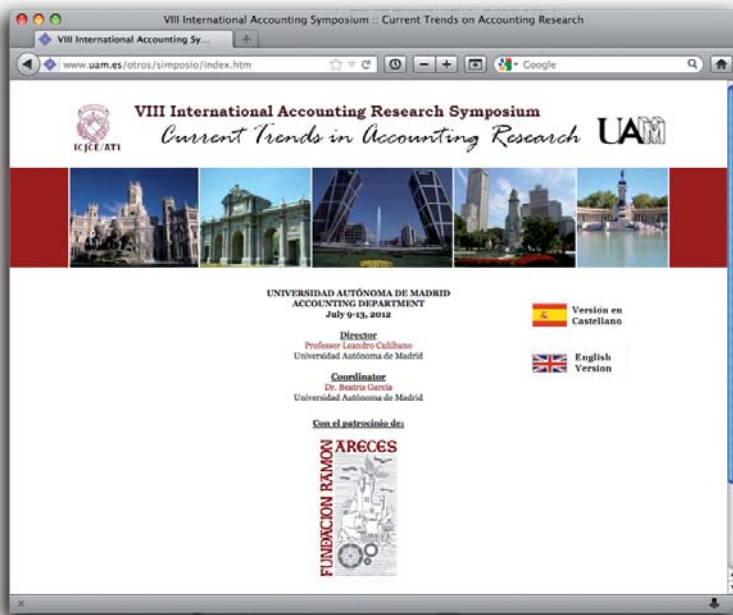 VIII International Accounting Symposium :: Current Trends on Accounting Research
VIII International Accounting Sy...
www.uam.es/otros/simposio/index.htm
Google
VIII International Accounting Research Symposium
Current Trends in Accounting Research
ICJCE/ATI
UAM
UNIVERSIDAD AUTÓNOMA DE MADRID
ACCOUNTING DEPARTMENT
July 9-13, 2012
Director
Professor Leandro Cañibano
Universidad Autónoma de Madrid
Coordinator
Dr. Beatriz García
Universidad Autónoma de Madrid
Con el patrocinio de:
FUNDACION RAMON
ARECES
Versión en
Castellano
English
Version